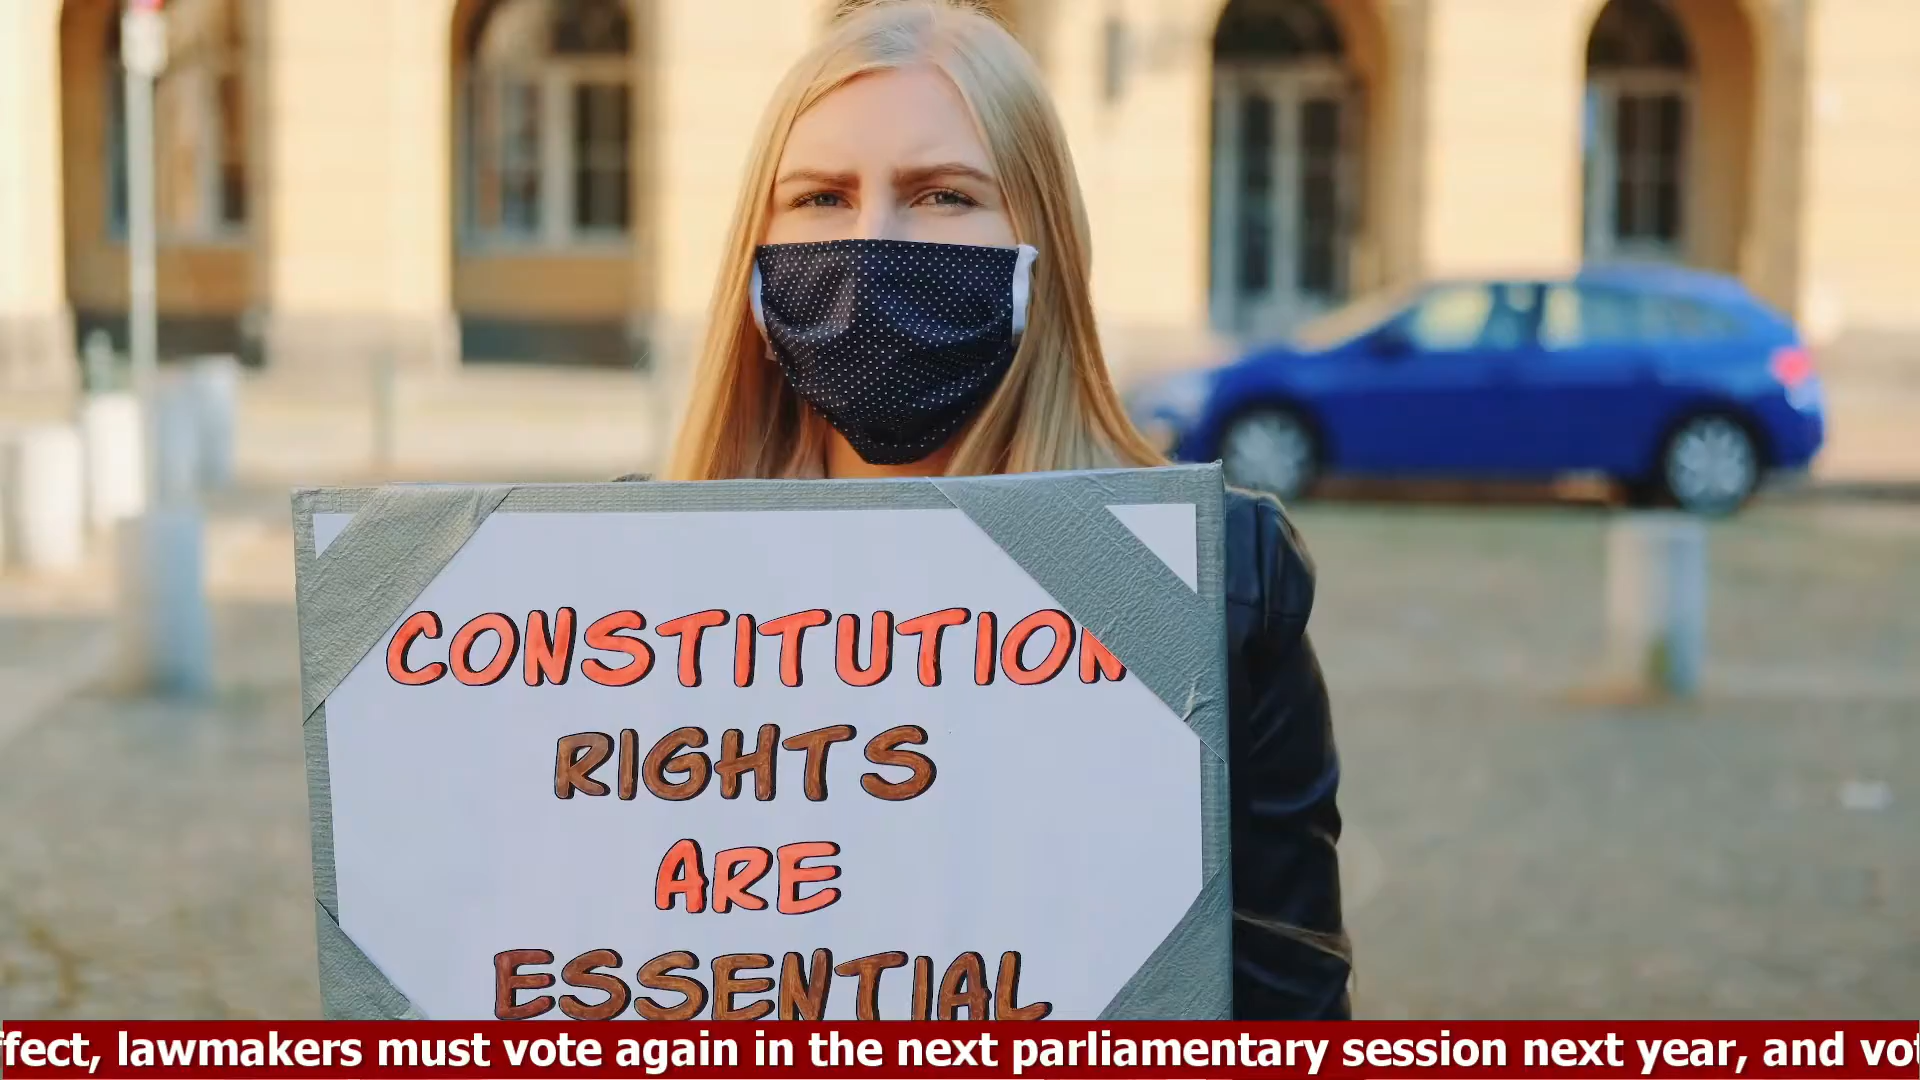 CONSTITUTION
RIGHTS
ARE
ESSENTIAL
ffect, lawmakers must vote again in the next parliamentary session next year, and vot